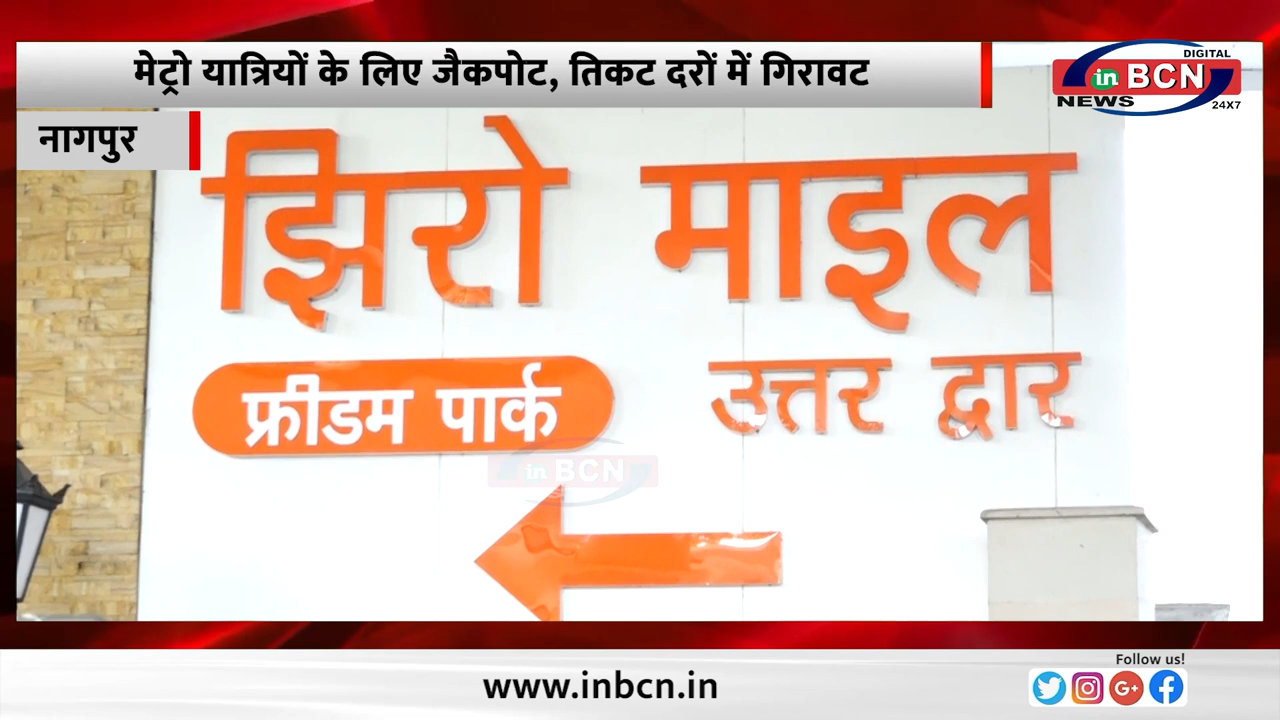 मेट्रो यात्रियों के लिए जैकपोट, तिकट दरों में गिरावट
DIGITAL
in BCN
NEWS 24X7
नागपुर
झिरो माइल
फ्रीडम पार्क
उत्तर द्वार
in BCN
www.inbcn.in
Follow us!